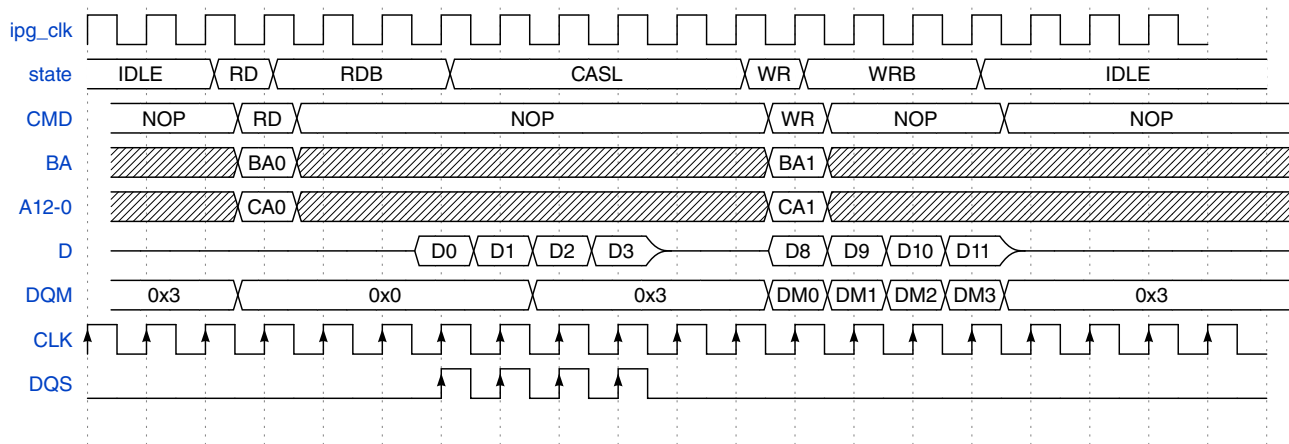 ipg_clk
state IDLE RD RDB CASL WR WRB IDLE
CMD NOP RD NOP WR NOP NOP
BA BA0 BA1
A12-0 CA0 CA1
D D0 D1 D2 D3 D8 D9 D10 D11
DQM 0x3 0x0 0x3 DM0 DM1 DM2 DM3 0x3
CLK
DQS